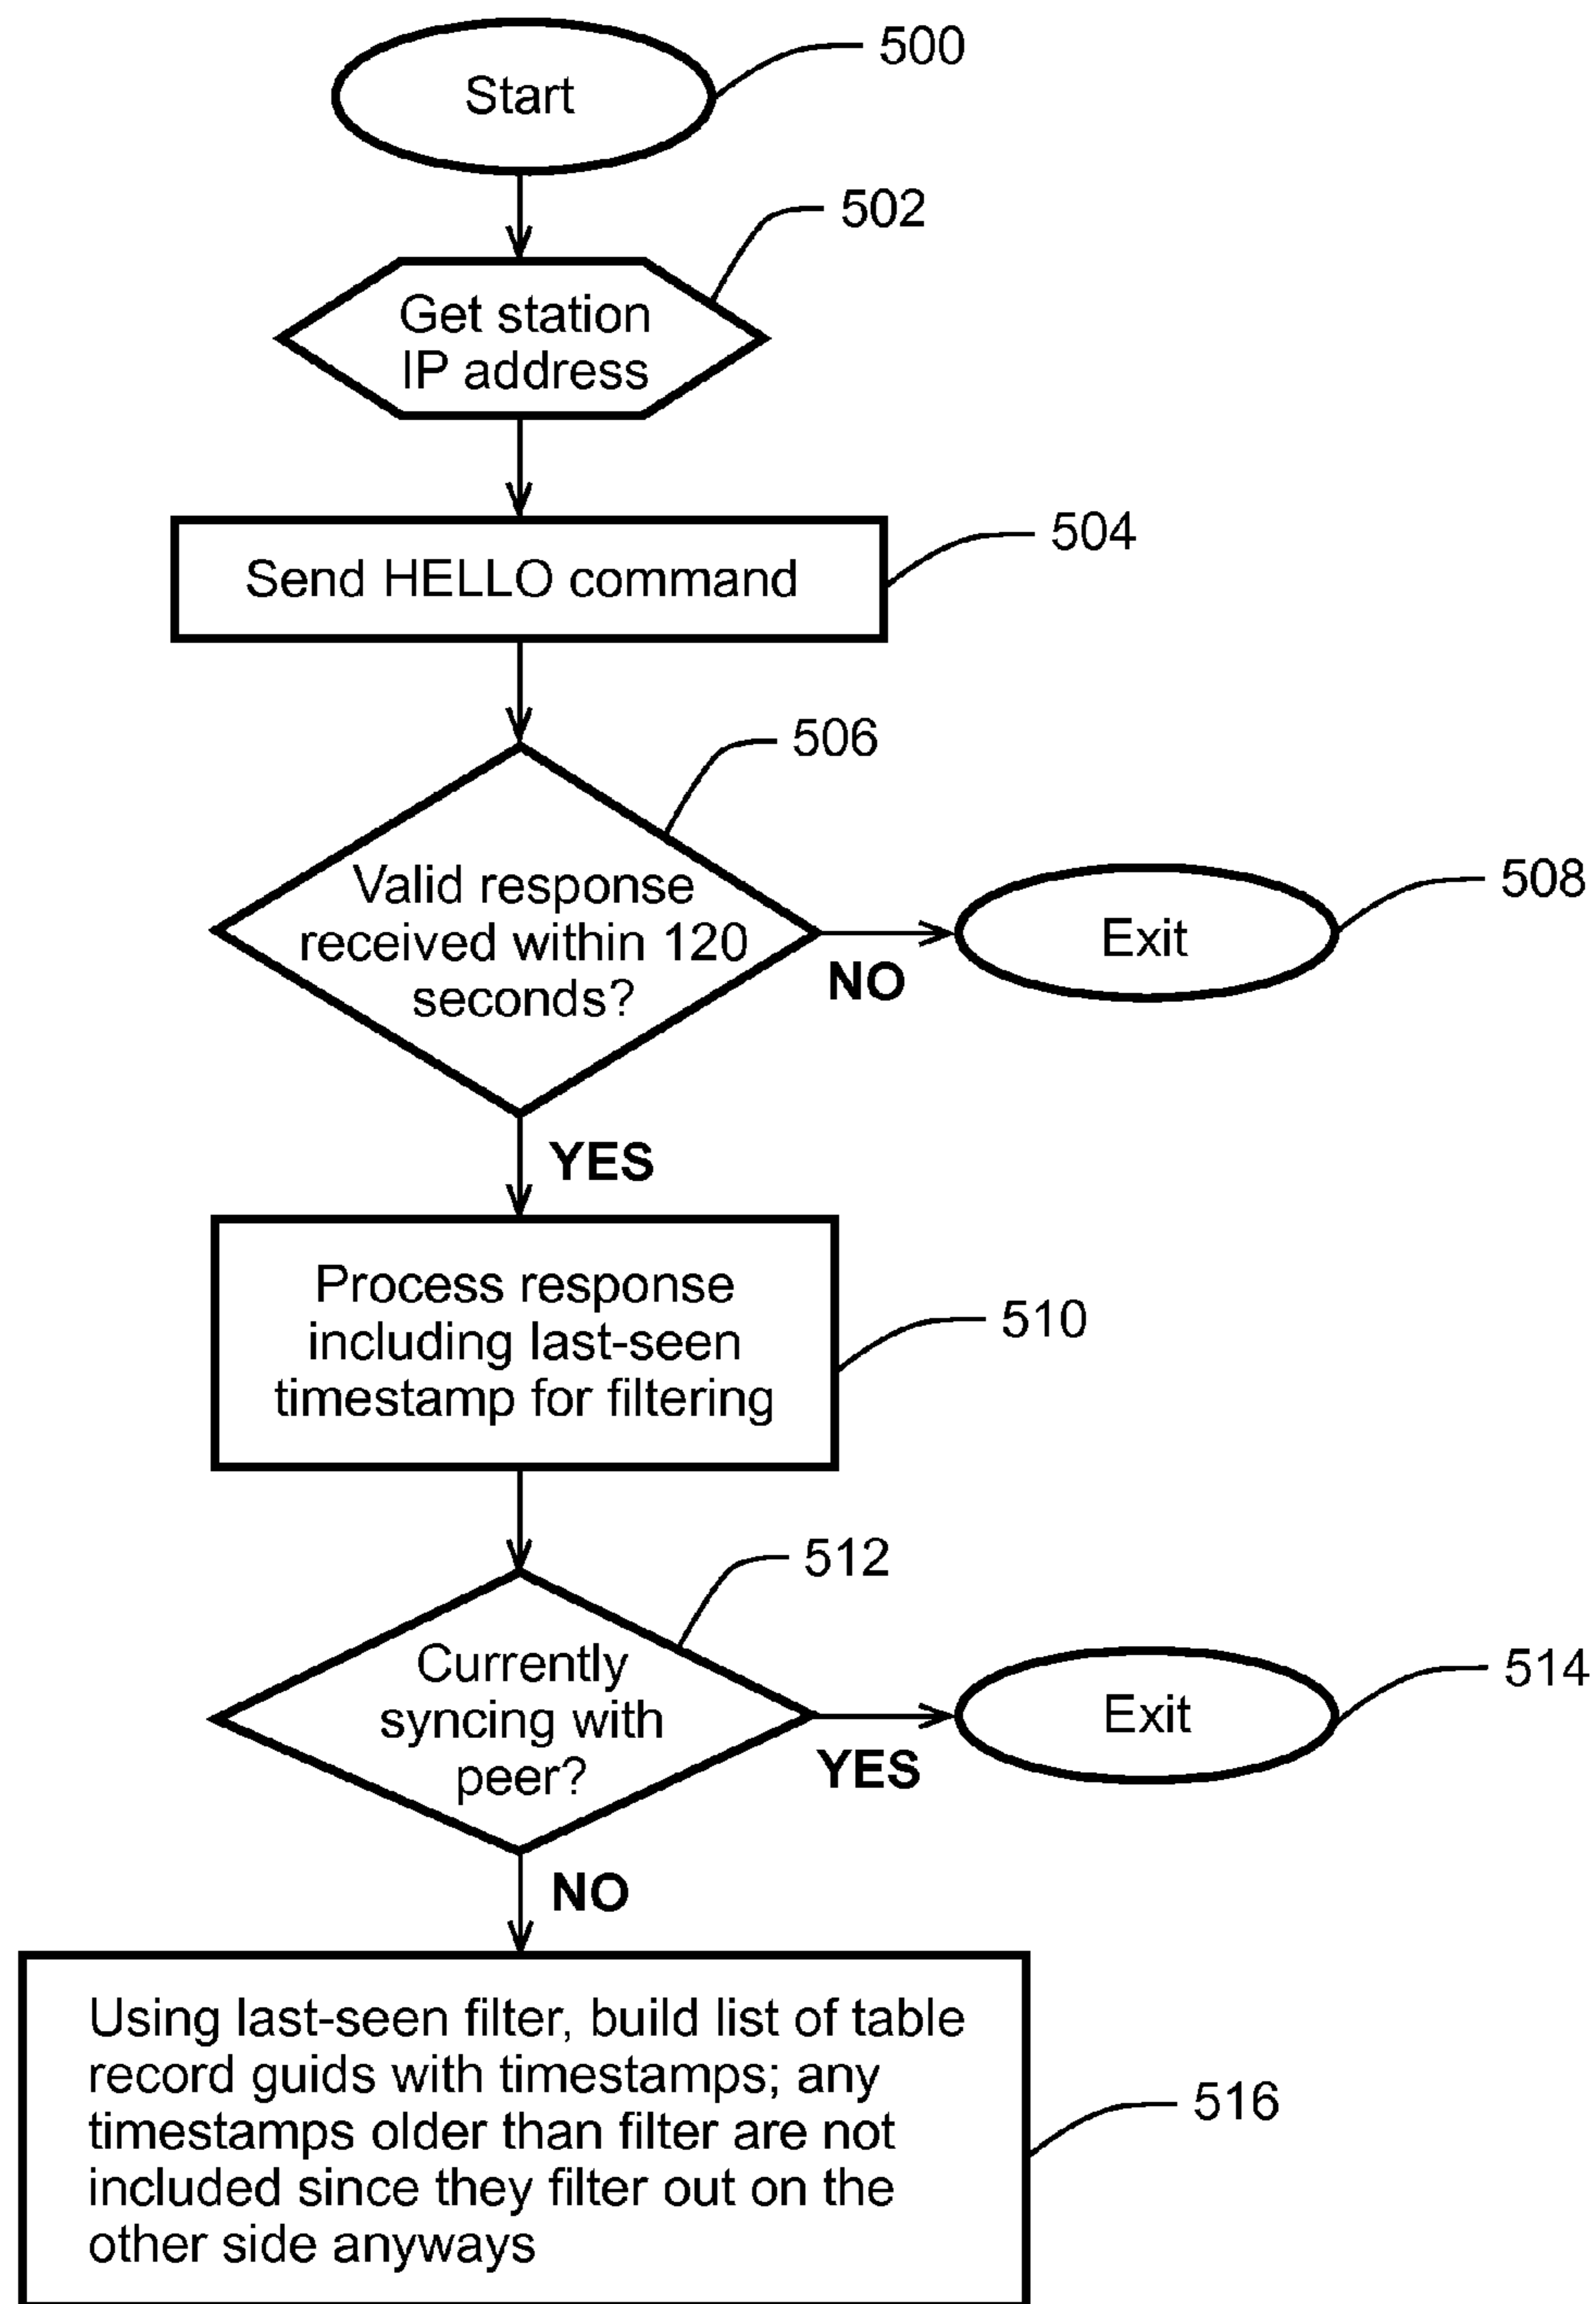 500
Start
502
Get station
IP address
504
Send HELLO command
506
Valid response
received within 120
seconds?
508
Exit
NO
YES
Process response
including last-seen
timestamp for filtering
510
512
Currently
syncing with
peer?
514
Exit
YES
NO
Using last-seen filter, build list of table
record guids with timestamps; any
timestamps older than filter are not
included since they filter out on the
other side anyways
516